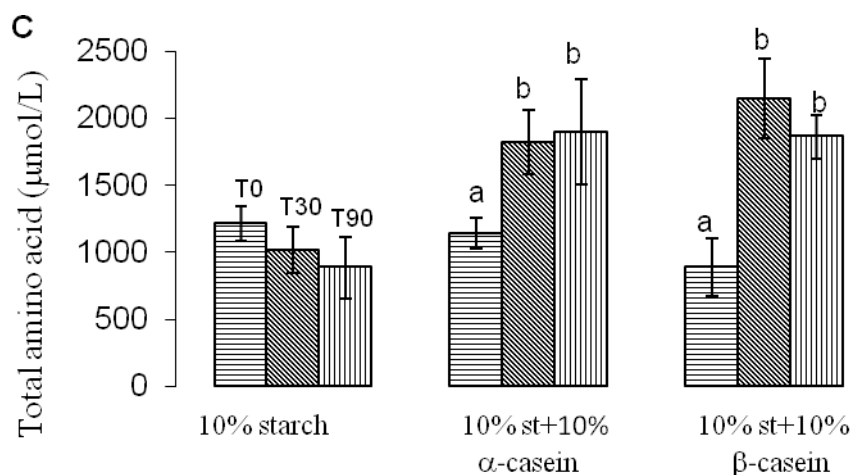 C
Total amino acid (µmol/L)
2500
2000
1500
1000
500
0
T0
T30
T90
a
b
b
a
b
b
10% starch
10% st+10%
α-casein
10% st+10%
β-casein